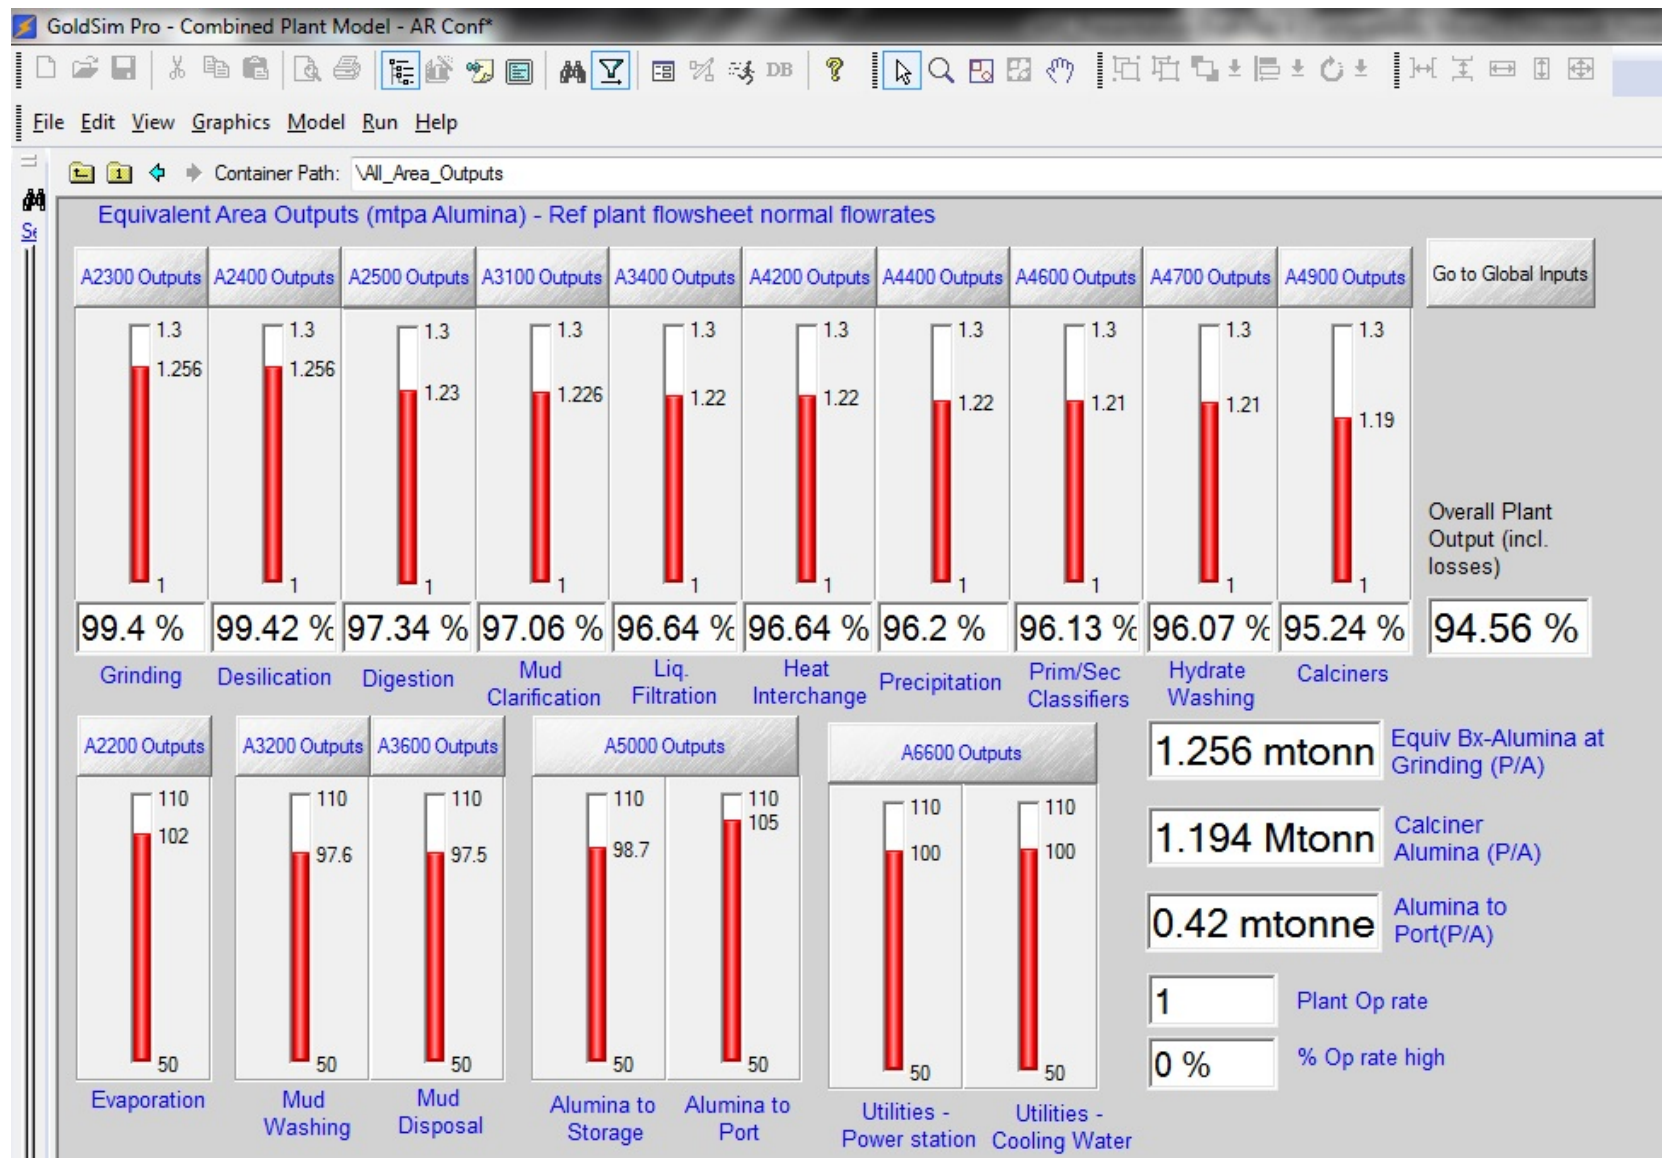 GoldSim Pro - Combined Plant Model - AR Conf*
DB
File Edit View Graphics Model Run Help
1 Container Path: \All_Area_Outputs
Equivalent Area Outputs (mtpa Alumina) - Ref plant flowsheet normal flowrates
A2300 Outputs A2400 Outputs A2500 Outputs A3100 Outputs A3400 Outputs A4200 Outputs A4400 Outputs A4600 Outputs A4700 Outputs A4900 Outputs Go to Global Inputs
1.3 1.3 1.3 1.3 1.3 1.3 1.3 1.3 1.3 1.3
1.256 1.256 1.23 1.226 1.22 1.22 1.22 1.21 1.21 1.19
1 1 1 1 1 1 1 1 1 1
Overall Plant
Output (incl.
losses)
99.4 % 99.42 % 97.34 % 97.06 % 96.64 % 96.64 % 96.2 % 96.13 % 96.07 % 95.24 % 94.56 %
Grinding Desilication Digestion Mud Clarification Liq. Filtration Heat Interchange Precipitation Prim/Sec Classifiers Hydrate Washing Calciners
A2200 Outputs A3200 Outputs A3600 Outputs A5000 Outputs A6600 Outputs
110 110 110 110 110 110 110
102 97.6 97.5 98.7 105 100 100
50 50 50 50 50 50 50
Evaporation Mud Washing Mud Disposal Alumina to Storage Alumina to Port Utilities - Power station Utilities - Cooling Water
1.256 mtonn Equiv Bx-Alumina at
Grinding (P/A)
1.194 Mtonn Calciner
Alumina (P/A)
0.42 mtonne Alumina to
Port(P/A)
1 Plant Op rate
0 % % Op rate high